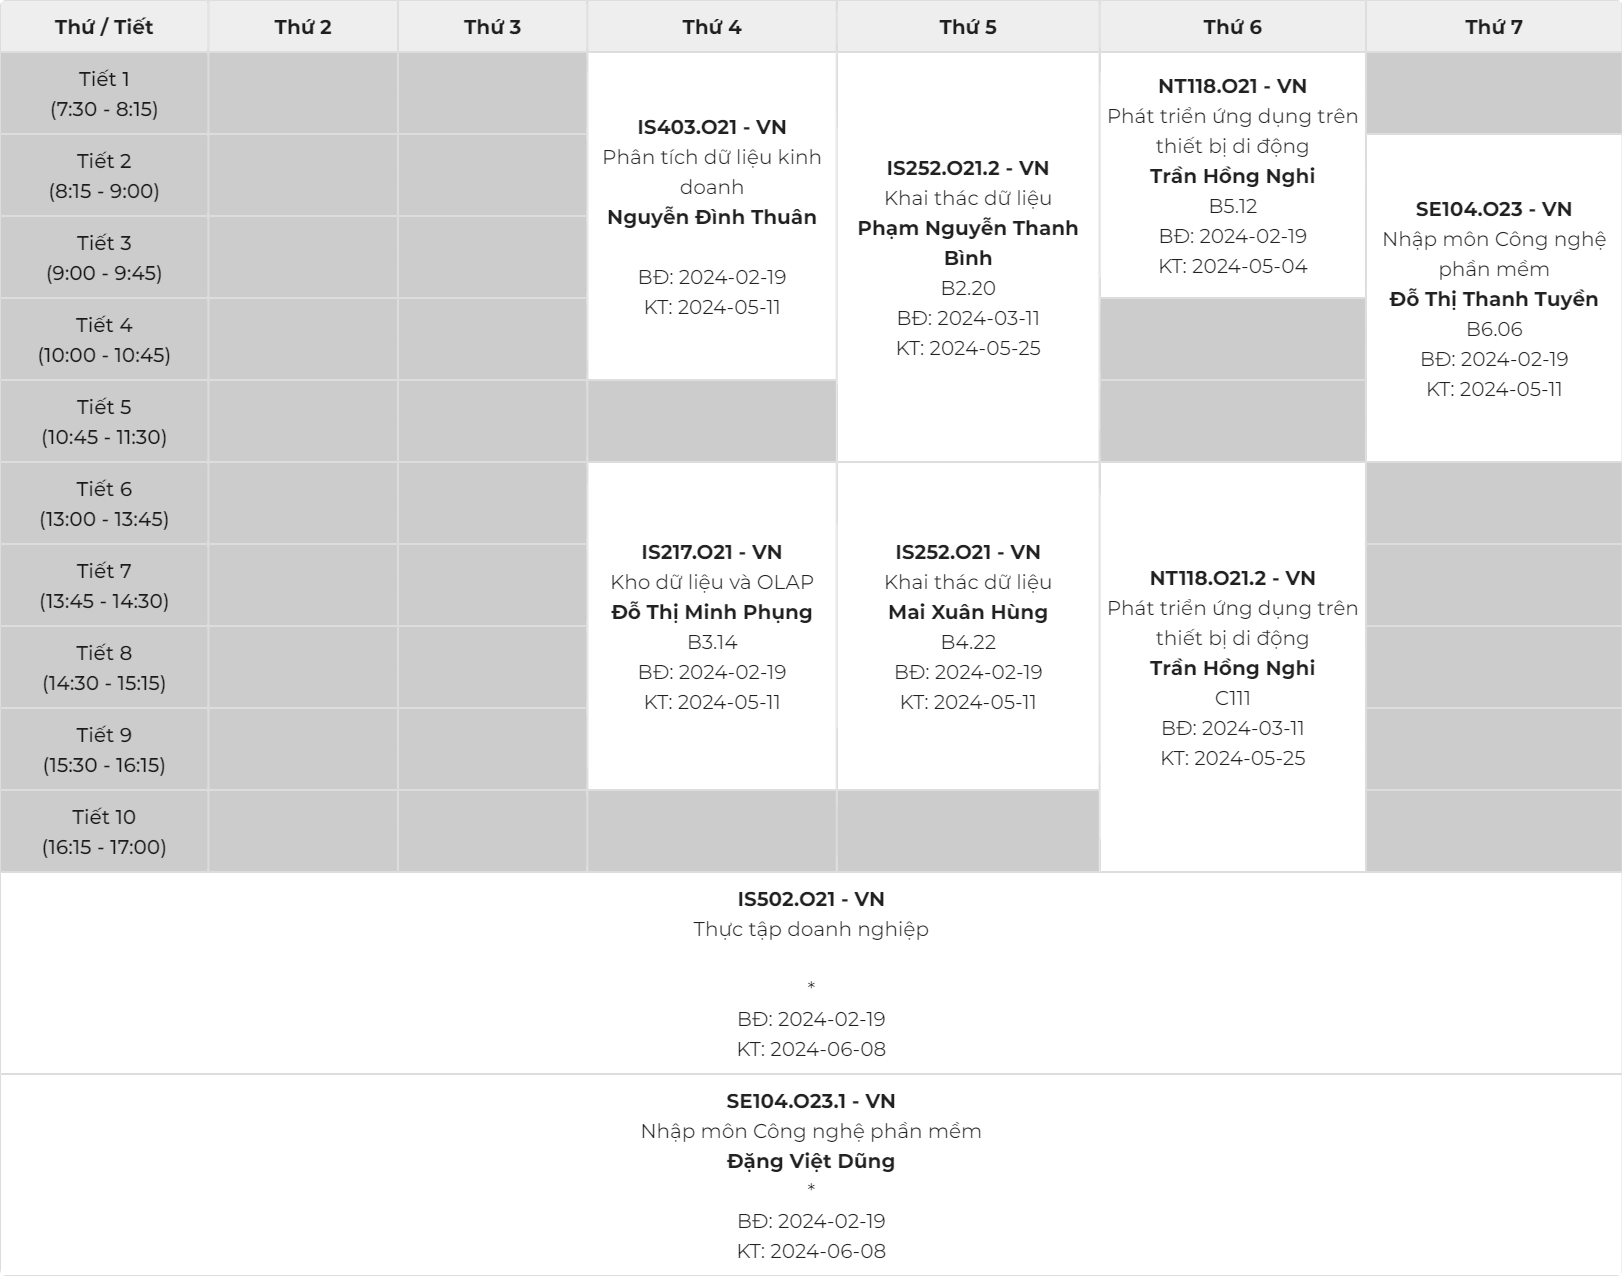 Thứ / Tiết
Thứ 2
Thứ 3
Thứ 4
Thứ 5
Thứ 6
Thứ 7
Tiết 1
(7:30 - 8:15)
IS403.O21 - VN
Phân tích dữ liệu kinh
doanh
Nguyễn Đình Thuân
BĐ: 2024-02-19
KT: 2024-05-11
IS252.O21.2 - VN
Khai thác dữ liệu
Phạm Nguyễn Thanh
Bình
B2.20
BĐ: 2024-03-11
KT: 2024-05-25
NT118.O21 - VN
Phát triển ứng dụng trên
thiết bị di động
Trần Hồng Nghi
B5.12
BĐ: 2024-02-19
KT: 2024-05-04
Tiết 2
(8:15 - 9:00)
SE104.O23 - VN
Nhập môn Công nghệ
phần mềm
Đỗ Thị Thanh Tuyền
B6.06
BĐ: 2024-02-19
KT: 2024-05-11
Tiết 3
(9:00 - 9:45)
Tiết 4
(10:00 - 10:45)
Tiết 5
(10:45 - 11:30)
Tiết 6
(13:00 - 13:45)
IS217.O21 - VN
Kho dữ liệu và OLAP
Đỗ Thị Minh Phụng
B3.14
BĐ: 2024-02-19
KT: 2024-05-11
IS252.O21 - VN
Khai thác dữ liệu
Mai Xuân Hùng
B4.22
BĐ: 2024-02-19
KT: 2024-05-11
NT118.O21.2 - VN
Phát triển ứng dụng trên
thiết bị di động
Trần Hồng Nghi
C111
BĐ: 2024-03-11
KT: 2024-05-25
Tiết 7
(13:45 - 14:30)
Tiết 8
(14:30 - 15:15)
Tiết 9
(15:30 - 16:15)
Tiết 10
(16:15 - 17:00)
IS502.O21 - VN
Thực tập doanh nghiệp
*
BĐ: 2024-02-19
KT: 2024-06-08
SE104.O23.1 - VN
Nhập môn Công nghệ phần mềm
Đặng Việt Dũng
*
BĐ: 2024-02-19
KT: 2024-06-08